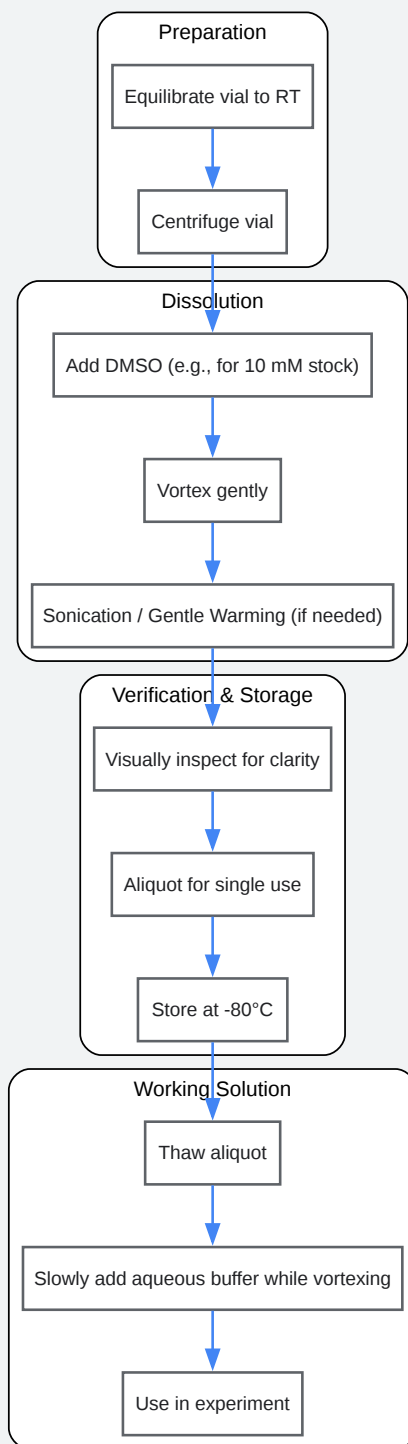 Preparation
Equilibrate vial to RT
Centrifuge vial
Dissolution
Add DMSO (e.g., for 10 mM stock)
Vortex gently
Sonication / Gentle Warming (if needed)
Verification & Storage
Visually inspect for clarity
Aliquot for single use
Store at -80°C
Working Solution
Thaw aliquot
Slowly add aqueous buffer while vortexing
Use in experiment